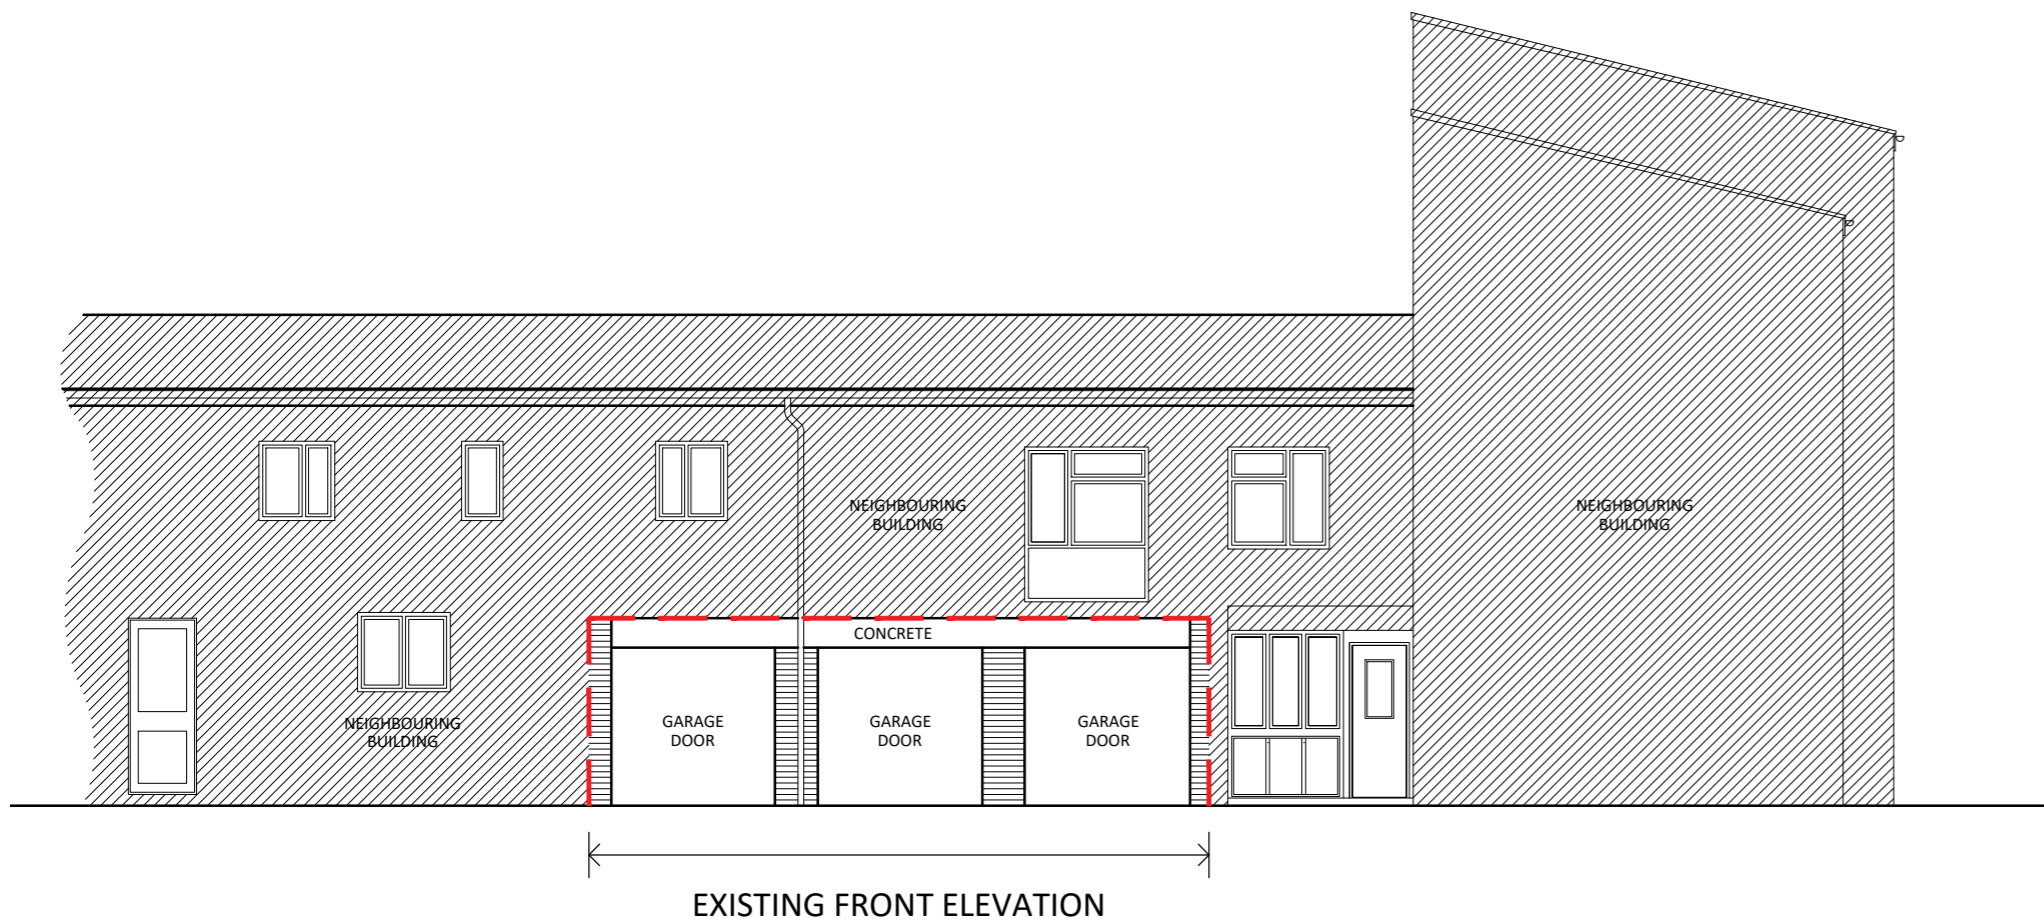 NEIGHBOURING
BUILDING
NEIGHBOURING
BUILDING
CONCRETE
NEIGHBOURING
BUILDING
GARAGE
DOOR
GARAGE
DOOR
GARAGE
DOOR
EXISTING FRONT ELEVATION